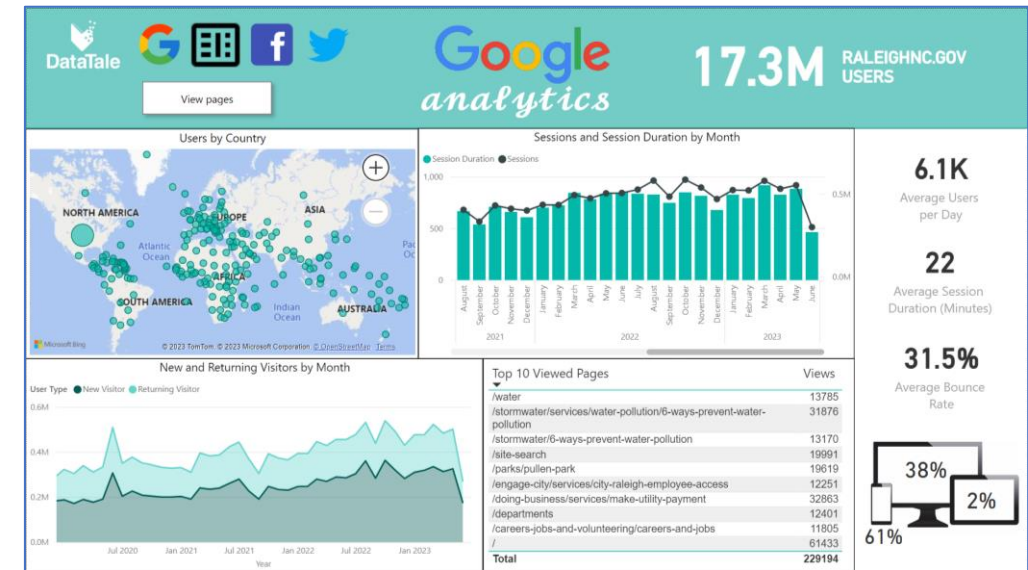 DataTale
View pages
Google
analytics
17.3M
RALEIGHNC.GOV
USERS
Users by Country
NORTH AMERICA
EUROPE
ASIA
Atlantic
Ocean
AFRICA
SOUTH AMERICA
Indian
Ocean
AUSTRALIA
Microsoft Bing
© 2023 TomTom, © 2023 Microsoft Corporation, © OpenStreetMap Terms
Sessions and Session Duration by Month
Session Duration Sessions
1,000
500
0
0.5M
0.0M
August September October November December January February March April May June July August September October November December January February March April May June
2021 2022 2023
6.1K
Average Users
per Day
22
Average Session
Duration (Minutes)
31.5%
Average Bounce
Rate
38%
2%
61%
New and Returning Visitors by Month
User Type New Visitor Returning Visitor
0.6M
0.4M
0.2M
0.0M
Jul 2020 Jan 2021 Jul 2021 Jan 2022 Jul 2022 Jan 2023
Year
Top 10 Viewed Pages Views
/water 13785
/stormwater/services/water-pollution/6-ways-prevent-water- 31876
pollution
/stormwater/6-ways-prevent-water-pollution 13170
/site-search 19991
/parks/pullen-park 19619
/engage-city/services/city-raleigh-employee-access 12251
/doing-business/services/make-utility-payment 32863
/departments 12401
/careers-jobs-and-volunteering/careers-and-jobs 11805
/ 61433
Total 229194